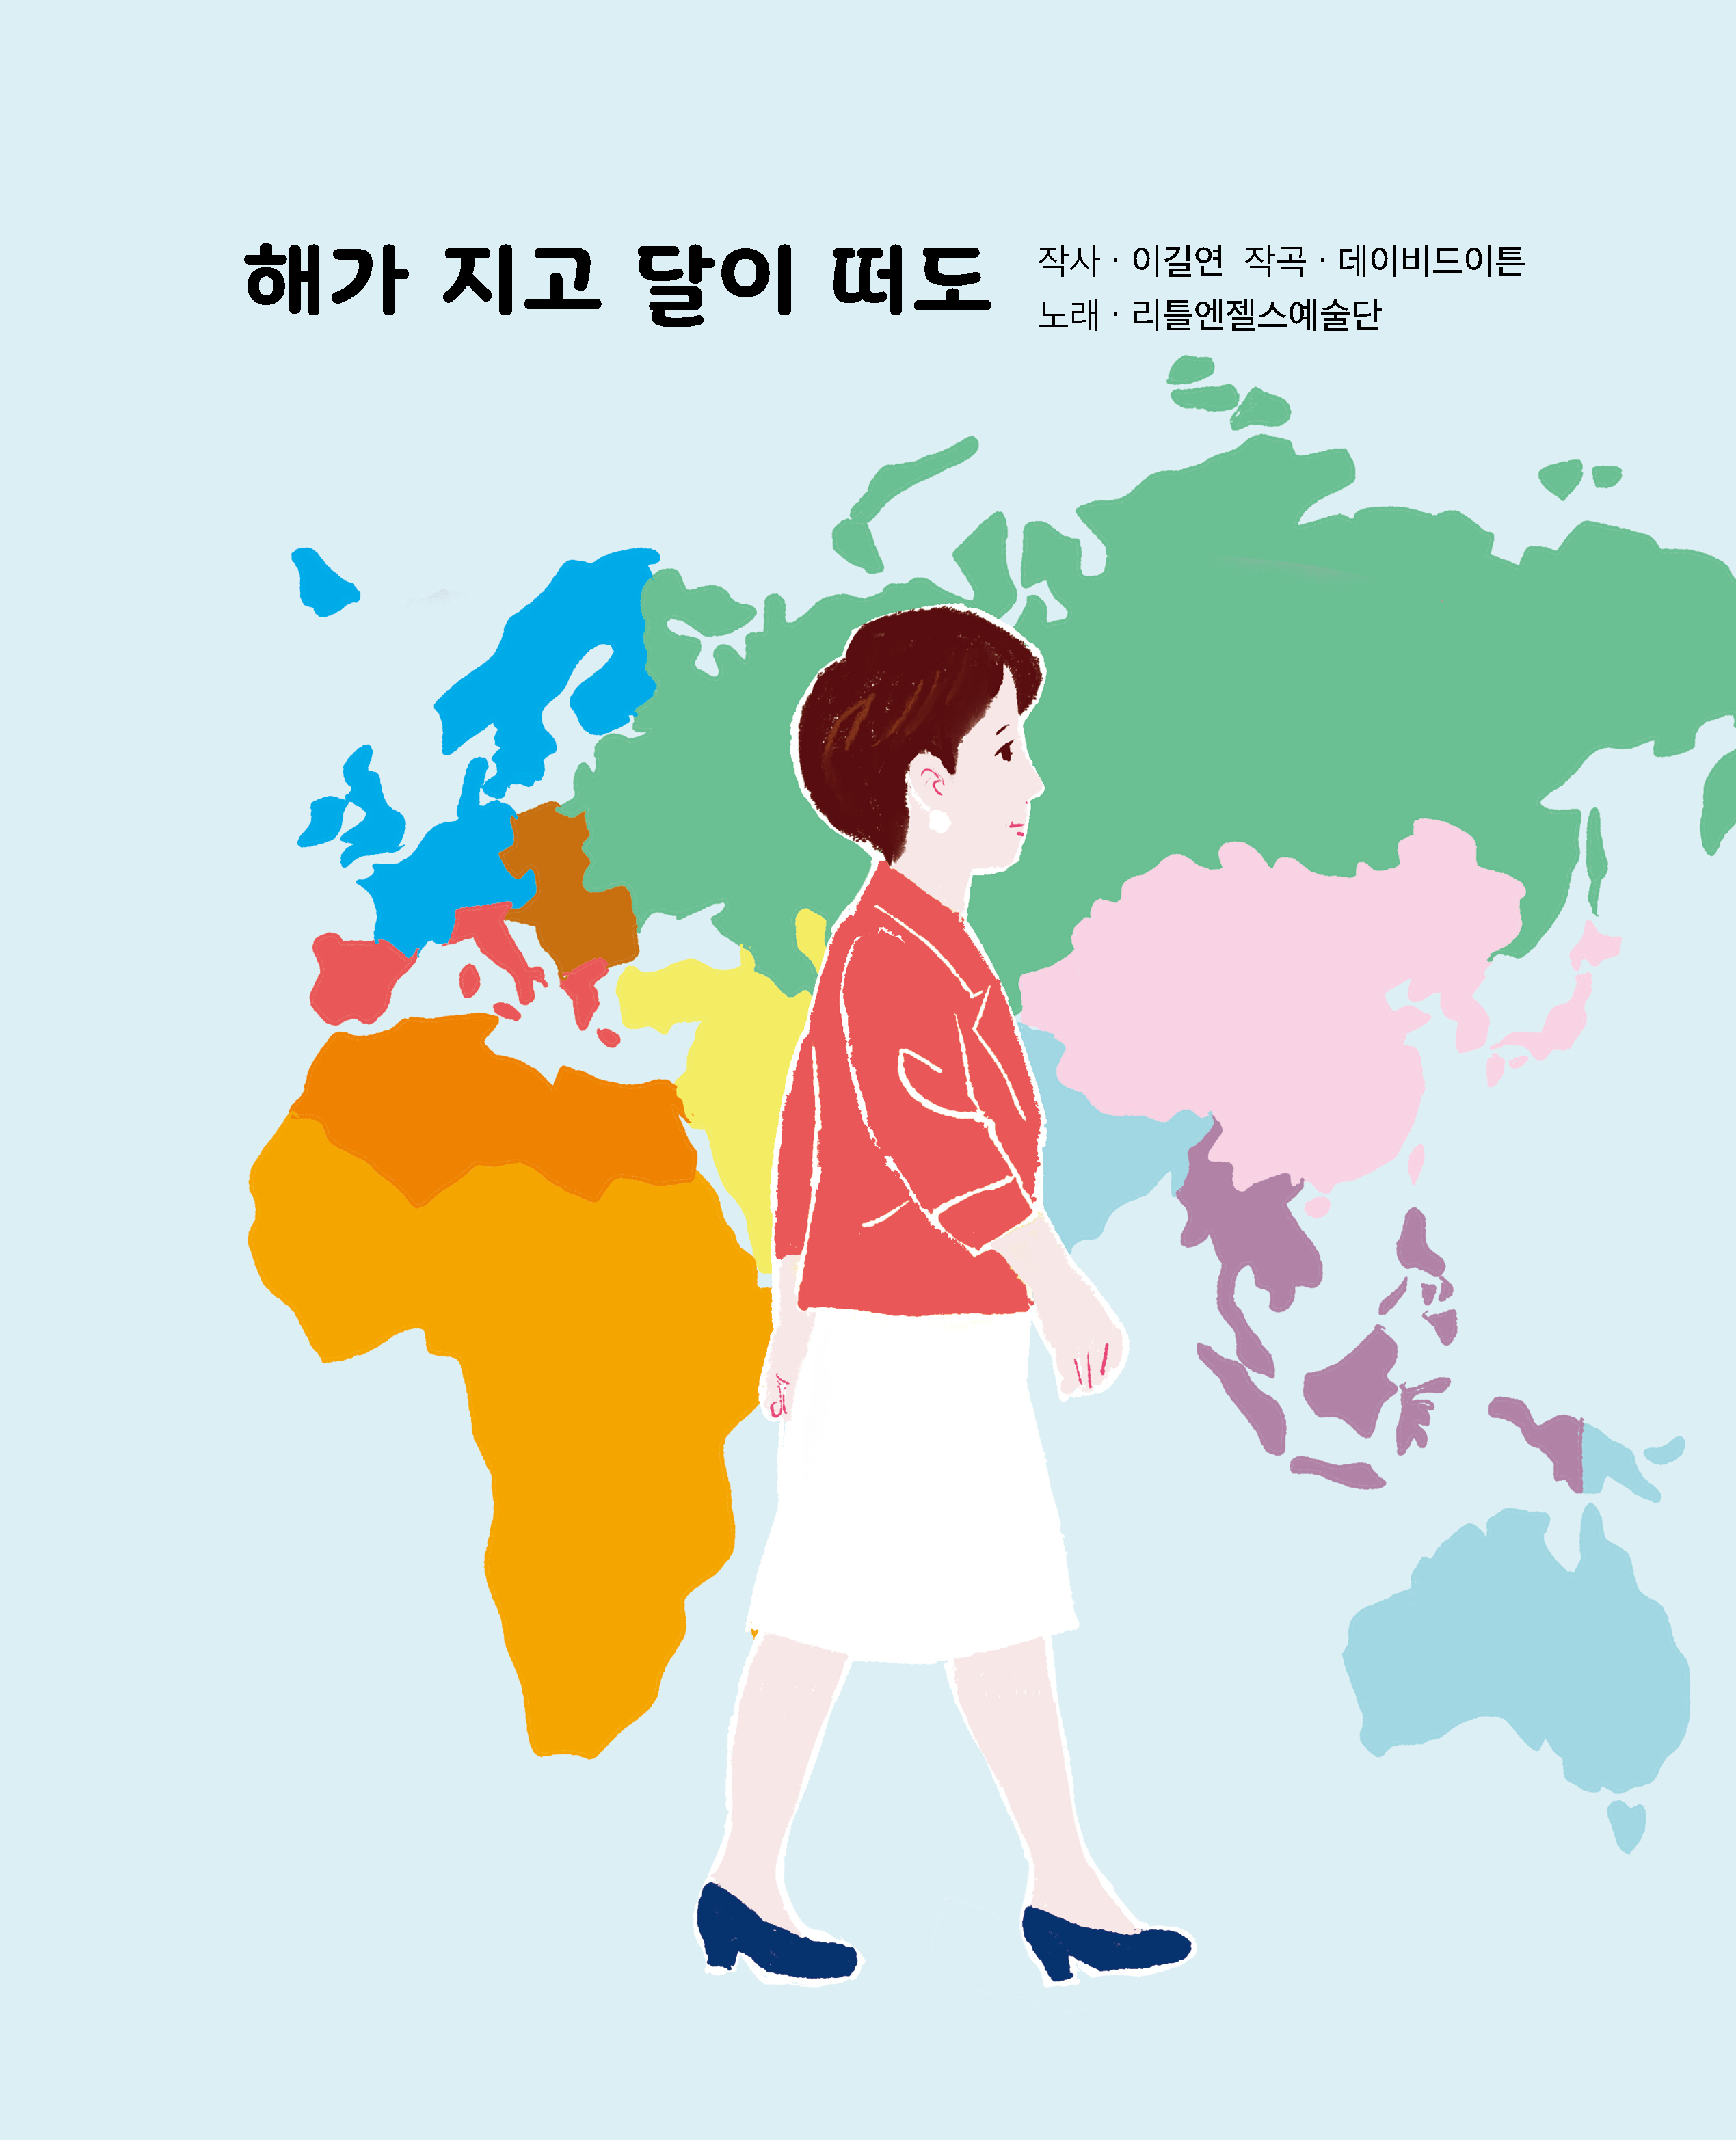 해가 지고 달이 떠도
작사 · 이길연 작곡 · 데이비드이튼
노래 · 리틀엔젤스예술단